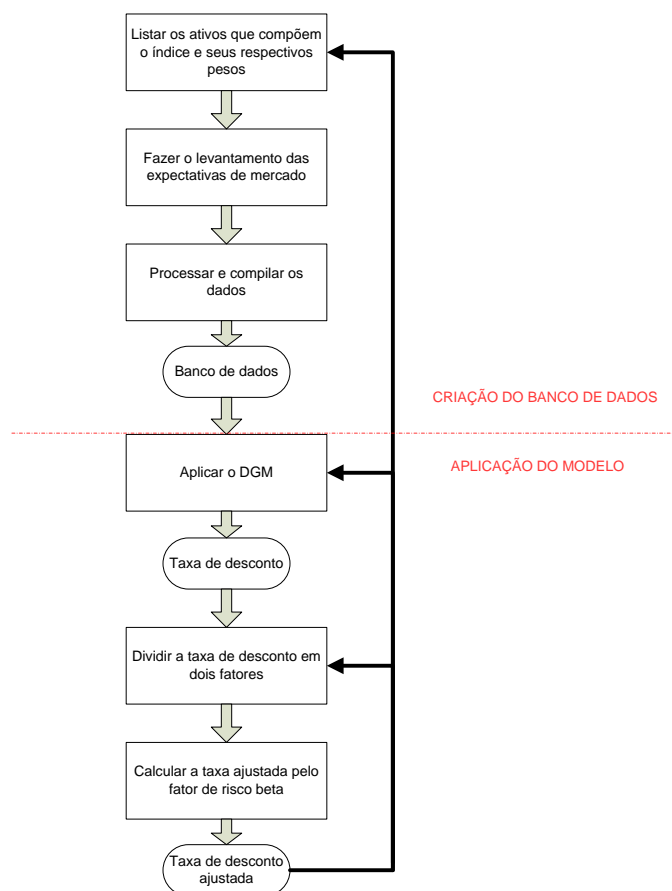 Listar os ativos que compõem
o índice e seus respectivos
pesos
Fazer o levantamento das
expectativas de mercado
Processar e compilar os
dados
Banco de dados
CRIAÇÃO DO BANCO DE DADOS
APLICAÇÃO DO MODELO
Aplicar o DGM
Taxa de desconto
Dividir a taxa de desconto em
dois fatores
Calcular a taxa ajustada pelo
fator de risco beta
Taxa de desconto
ajustada